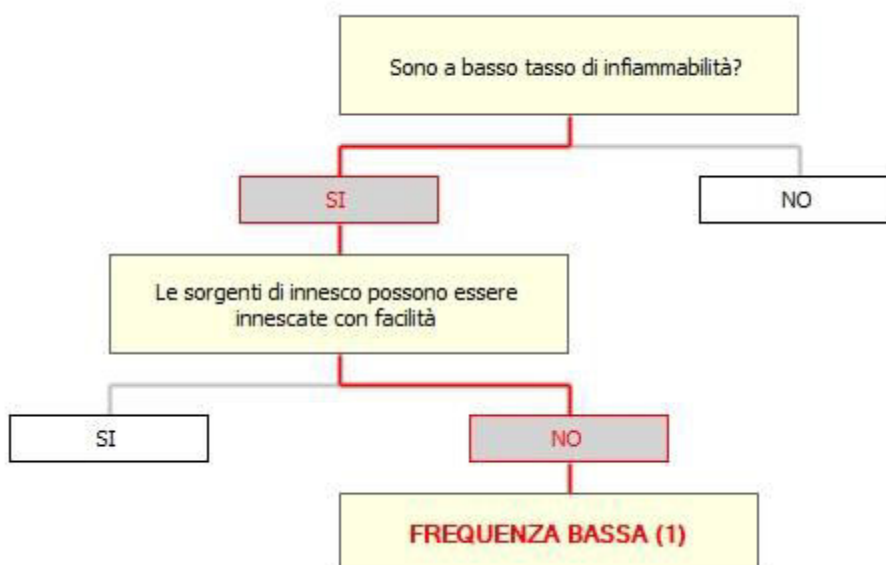 Sono a basso tasso di infiammabilità?
SI
NO
Le sorgenti di innesco possono essere
innescate con facilità
SI
NO
FREQUENZA BASSA (1)